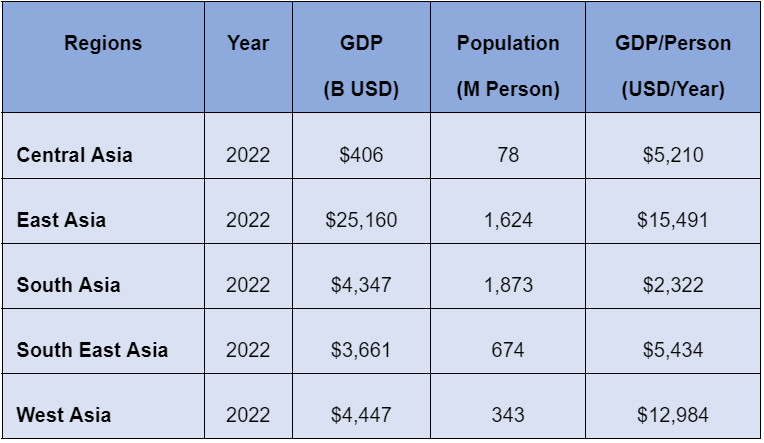 Regions Year GDP (B USD) Population (M Person) GDP/Person (USD/Year)
Central Asia 2022 $406 78 $5,210
East Asia 2022 $25,160 1,624 $15,491
South Asia 2022 $4,347 1,873 $2,322
South East Asia 2022 $3,661 674 $5,434
West Asia 2022 $4,447 343 $12,984